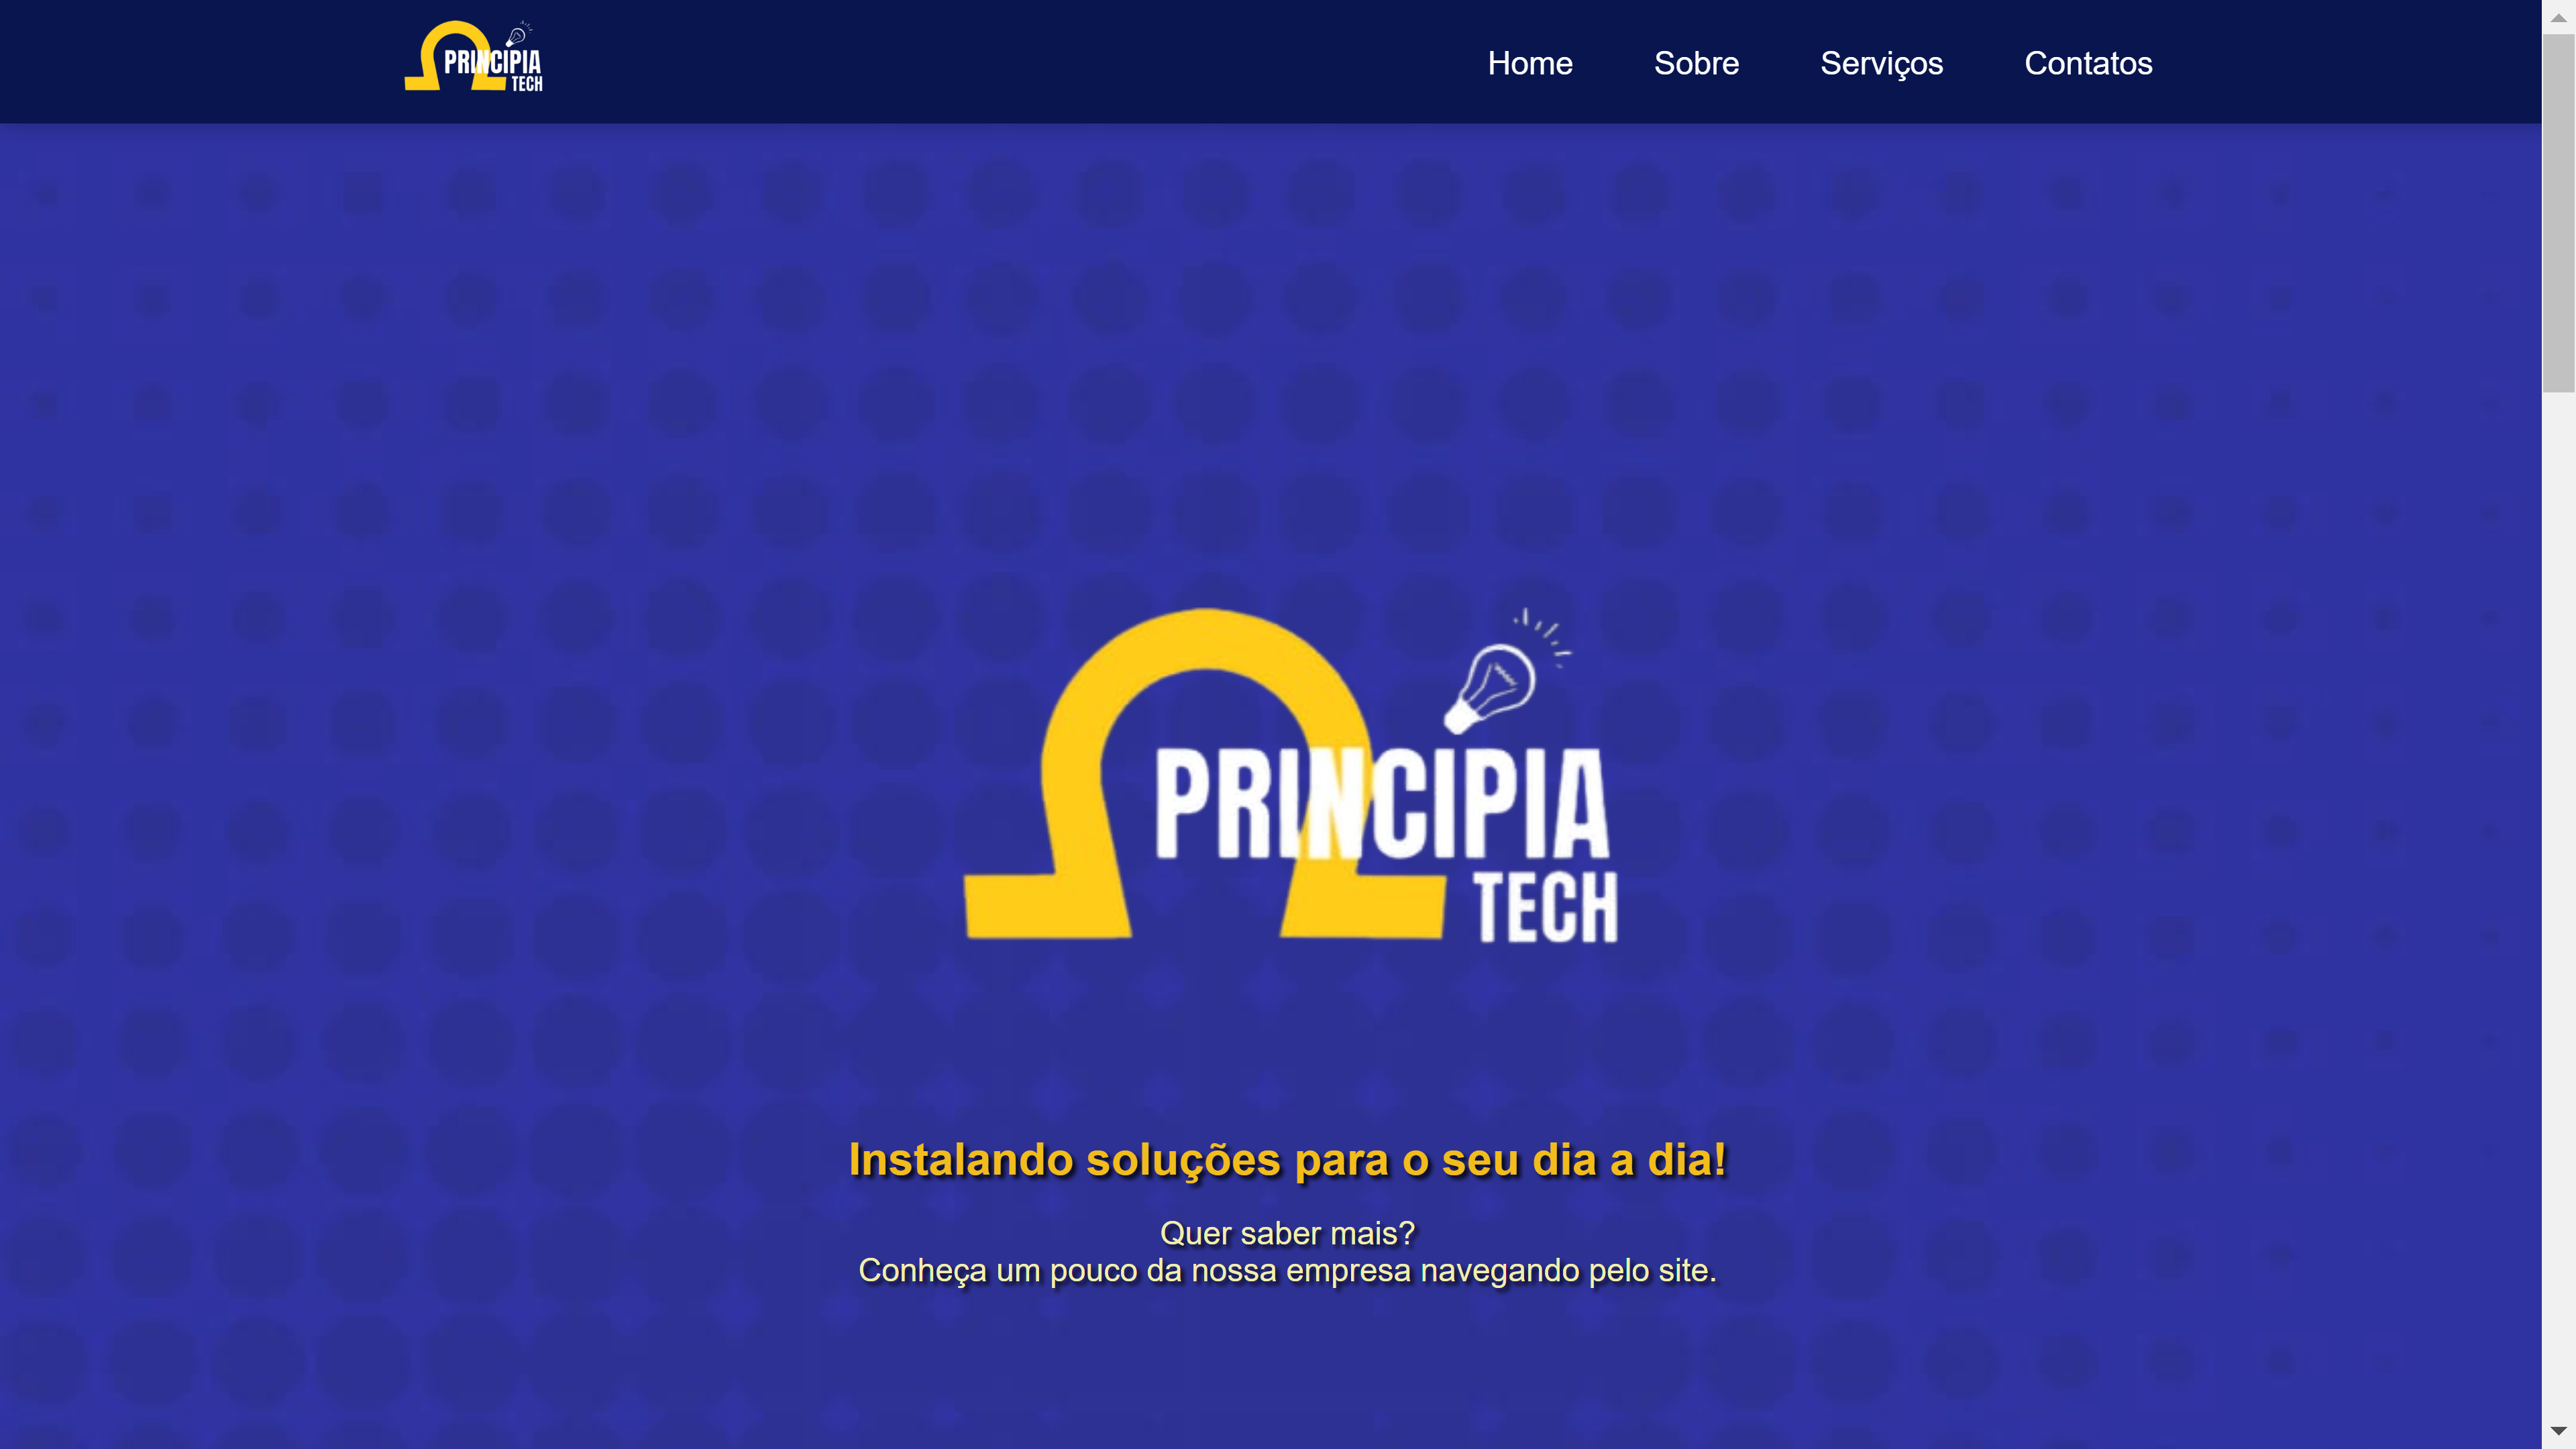 PRINCIPIA
TECH
Home
Sobre
Serviços
Contatos
PRINCIPIA
TECH
Instalando soluções para o seu dia a dia!
Quer saber mais?
Conheça um pouco da nossa empresa navegando pelo site.